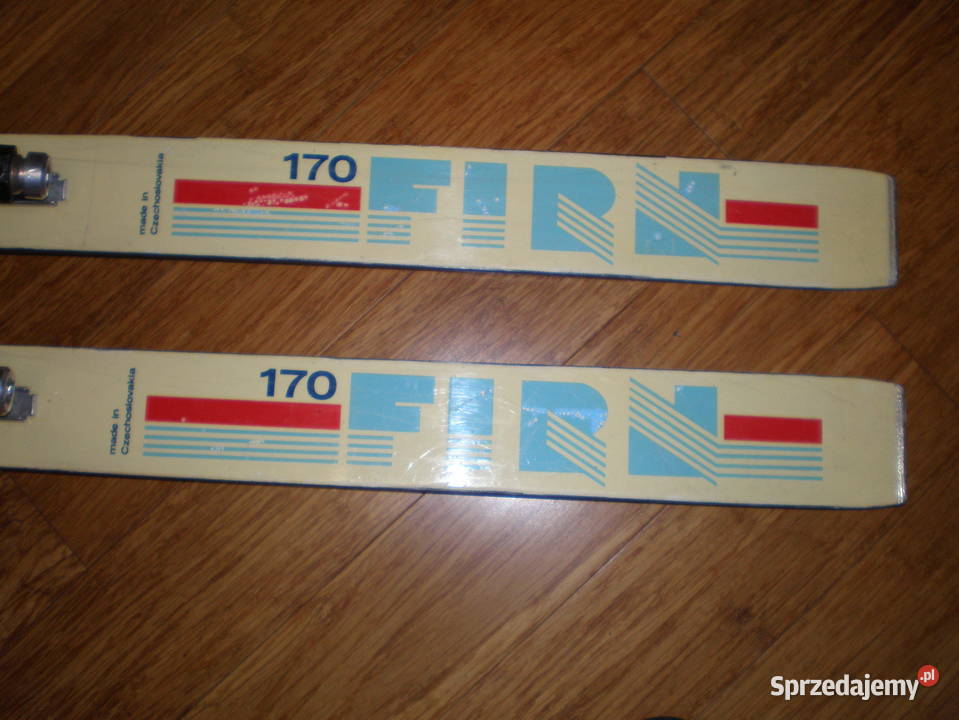 170
FIRN
made in
Czechoslovakia
170
FIRN
made in
Czechoslovakia
Sprzedajemy.pl